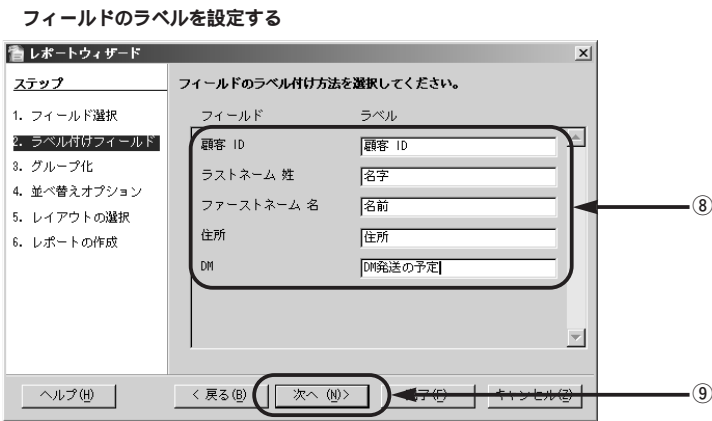 フィールドのラベルを設定する
レポートウィザード
ステップ
1. フィールド選択
2. ラベル付けフィールド
3. グループ化
4. 並べ替えオプション
5. レイアウトの選択
6. レポートの作成
フィールドのラベル付け方法を選択してください。
フィールド ラベル
顧客 ID 顧客 ID
ラストネーム 姓 名字
ファーストネーム 名 名前
住所 住所
DM DM発送の予定
⑧
ヘルプ(H) < 戻る(B) 次へ (N)> 完了(F) キャンセル(Z)
⑨